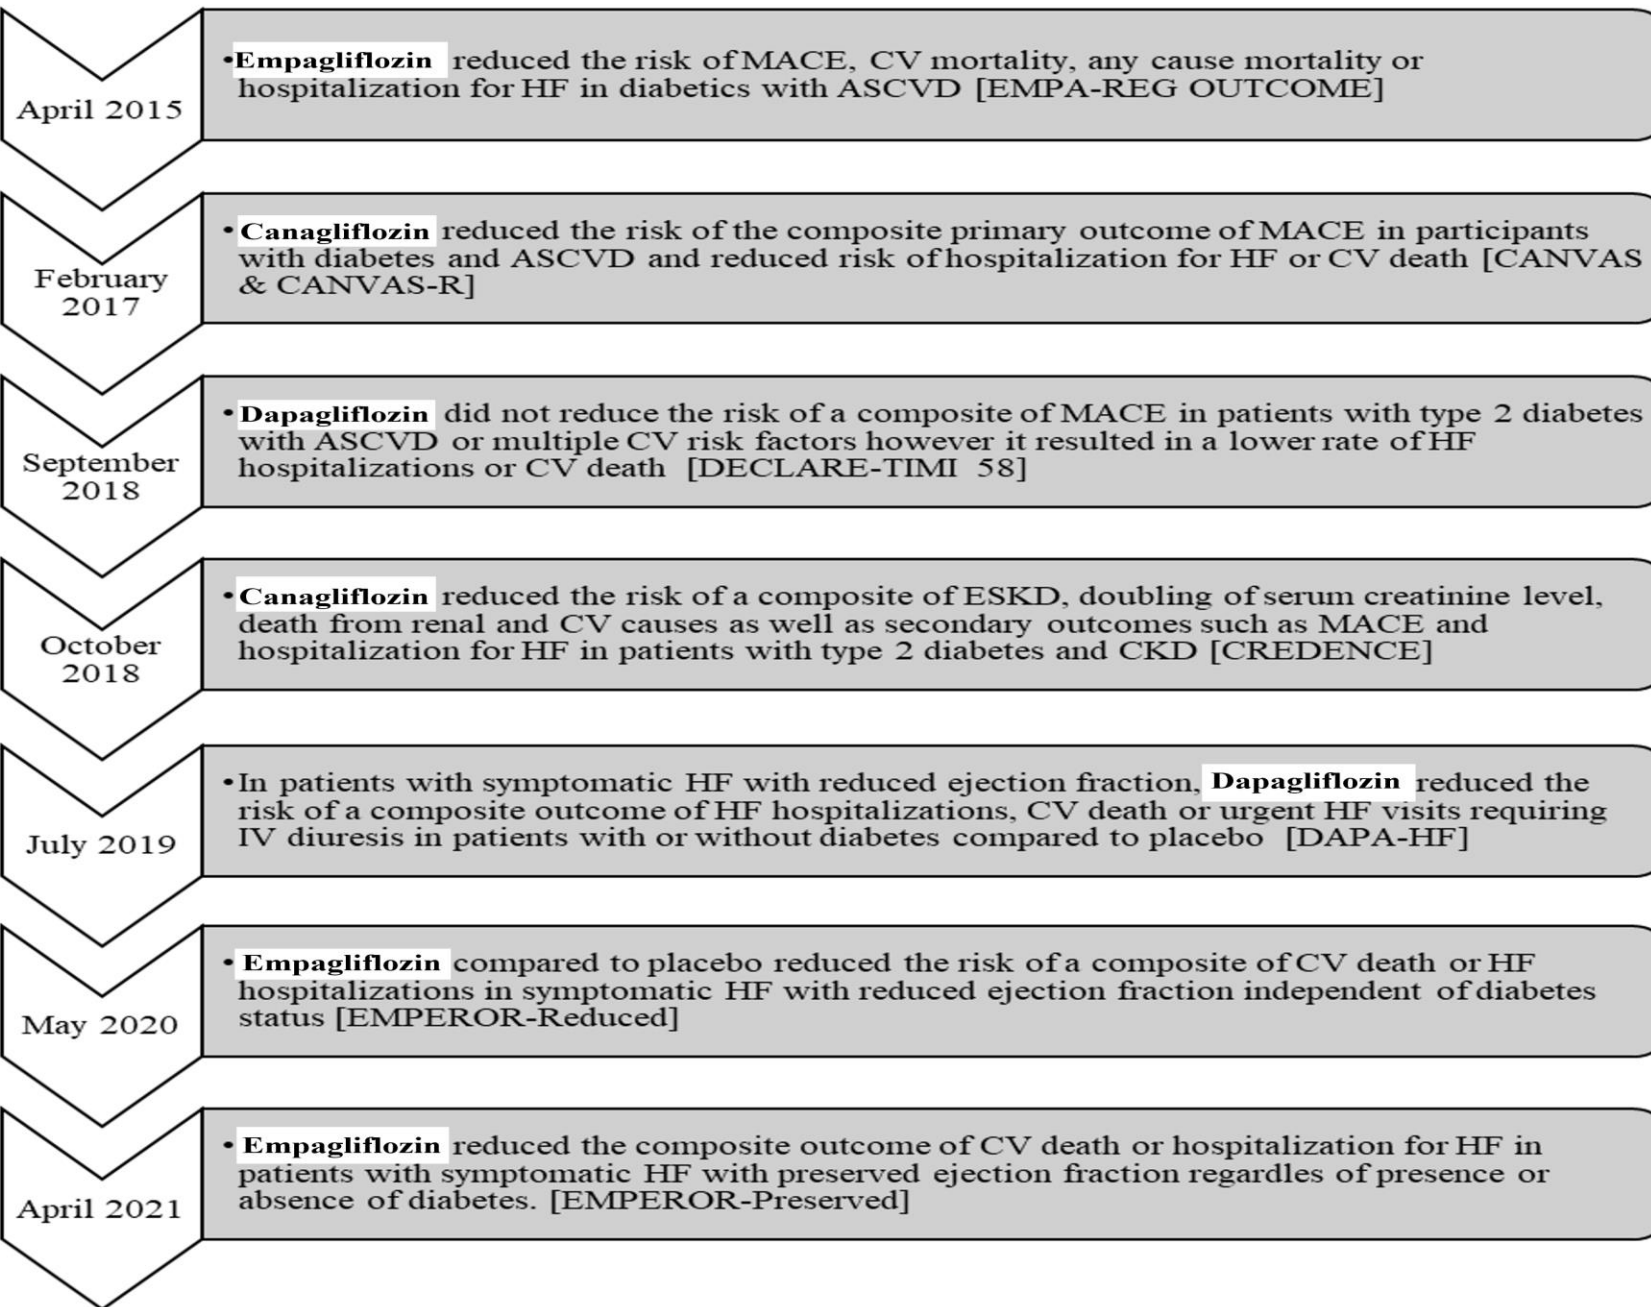 April 2015
•Empagliflozin reduced the risk of MACE, CV mortality, any cause mortality or
hospitalization for HF in diabetics with ASCVD [EMPA-REG OUTCOME]
February
2017
•Canagliflozin reduced the risk of the composite primary outcome of MACE in participants
with diabetes and ASCVD and reduced risk of hospitalization for HF or CV death [CANVAS
& CANVAS-R]
September
2018
•Dapagliflozin did not reduce the risk of a composite of MACE in patients with type 2 diabetes
with ASCVD or multiple CV risk factors however it resulted in a lower rate of HF
hospitalizations or CV death [DECLARE-TIMI 58]
October
2018
•Canagliflozin reduced the risk of a composite of ESKD, doubling of serum creatinine level,
death from renal and CV causes as well as secondary outcomes such as MACE and
hospitalization for HF in patients with type 2 diabetes and CKD [CREDENCE]
July 2019
•In patients with symptomatic HF with reduced ejection fraction, Dapagliflozin reduced the
risk of a composite outcome of HF hospitalizations, CV death or urgent HF visits requiring
IV diuresis in patients with or without diabetes compared to placebo [DAPA-HF]
May 2020
•Empagliflozin compared to placebo reduced the risk of a composite of CV death or HF
hospitalizations in symptomatic HF with reduced ejection fraction independent of diabetes
status [EMPEROR-Reduced]
April 2021
•Empagliflozin reduced the composite outcome of CV death or hospitalization for HF in
patients with symptomatic HF with preserved ejection fraction regardles of presence or
absence of diabetes. [EMPEROR-Preserved]